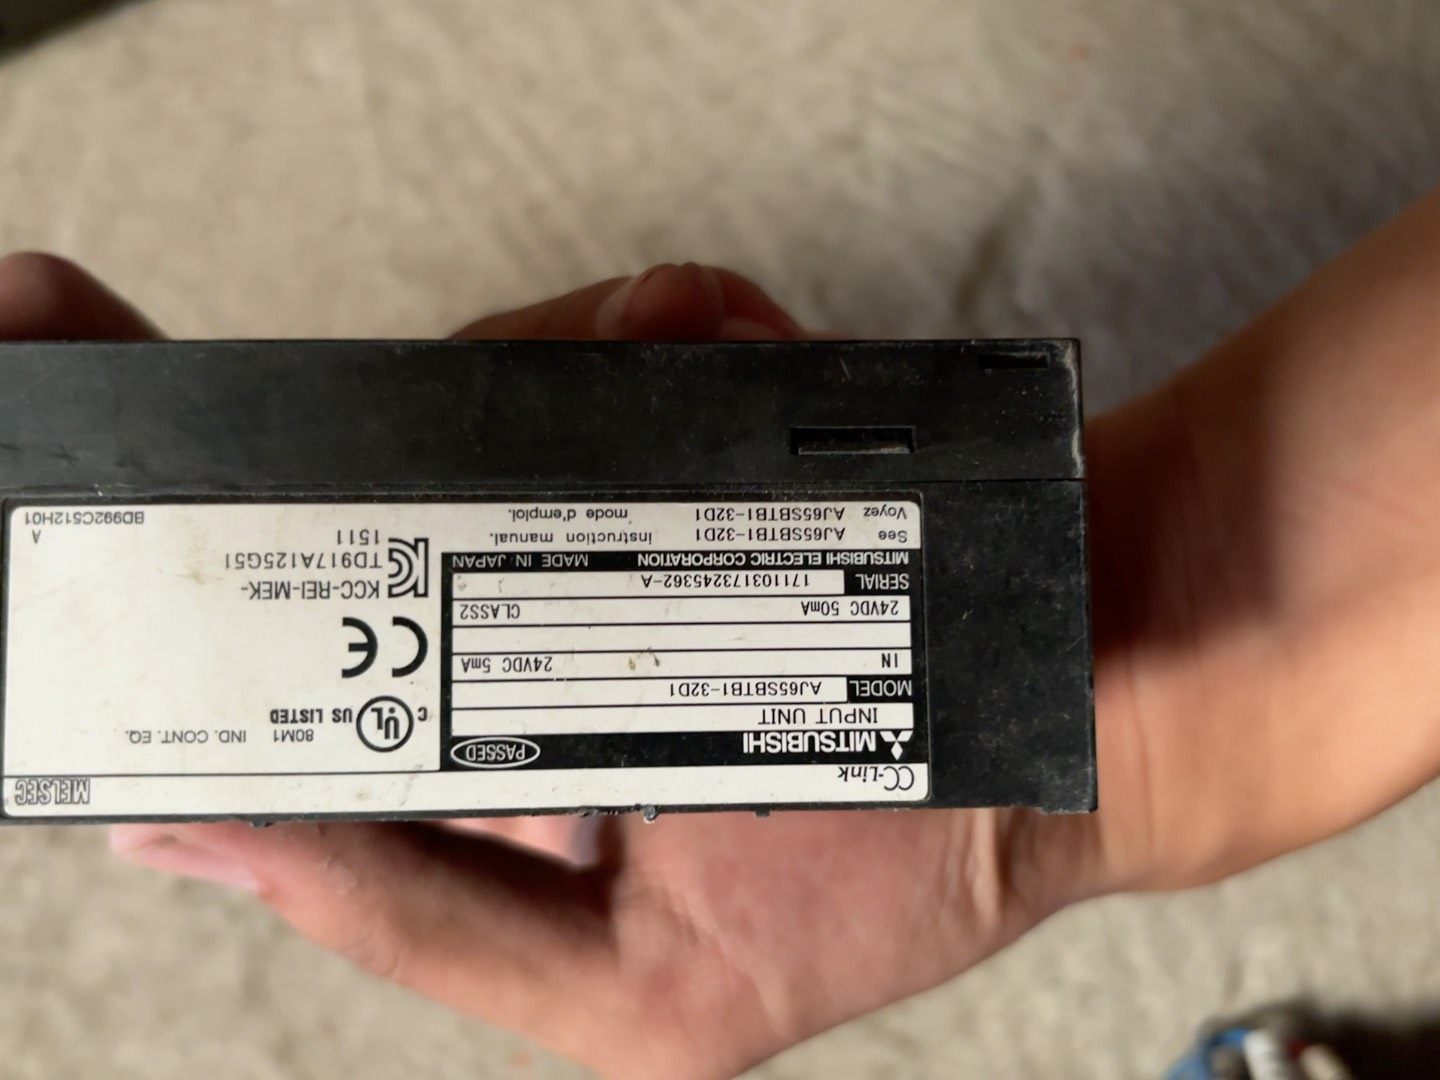 CC-Link
MELSEC
MITSUBISHI
PASSED
INPUT UNIT
MODEL AJ65SBTB1-32D1
IN 24VDC 5mA
24VDC 50mA CLASS2
SERIAL 171103173245362-A
MITSUBISHI ELECTRIC CORPORATION MADE IN JAPAN
See AJ65SBTB1-32D1 instruction manual.
Voyez AJ65SBTB1-32D1 mode d'emploi.
C UL US LISTED 80M1 IND. CONT. EQ.
CE
KCC-REI-MEK-
TD917A125G51
1511
A
BD992C512H01